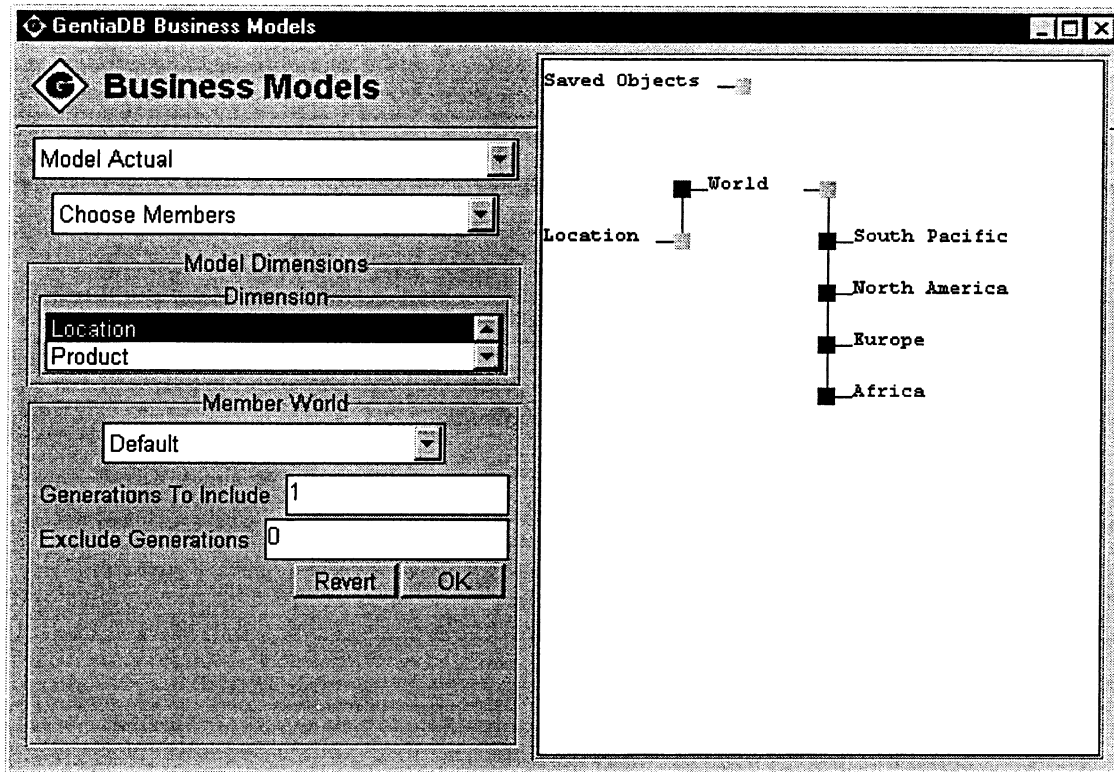 GentiaDB Business Models
G Business Models
Model Actual
Choose Members
Model Dimensions
Dimension
Location
Product
Member World
Default
Generations To Include 1
Exclude Generations 0
Revert OK
Saved Objects
World
Location
South Pacific
North America
Europe
Africa